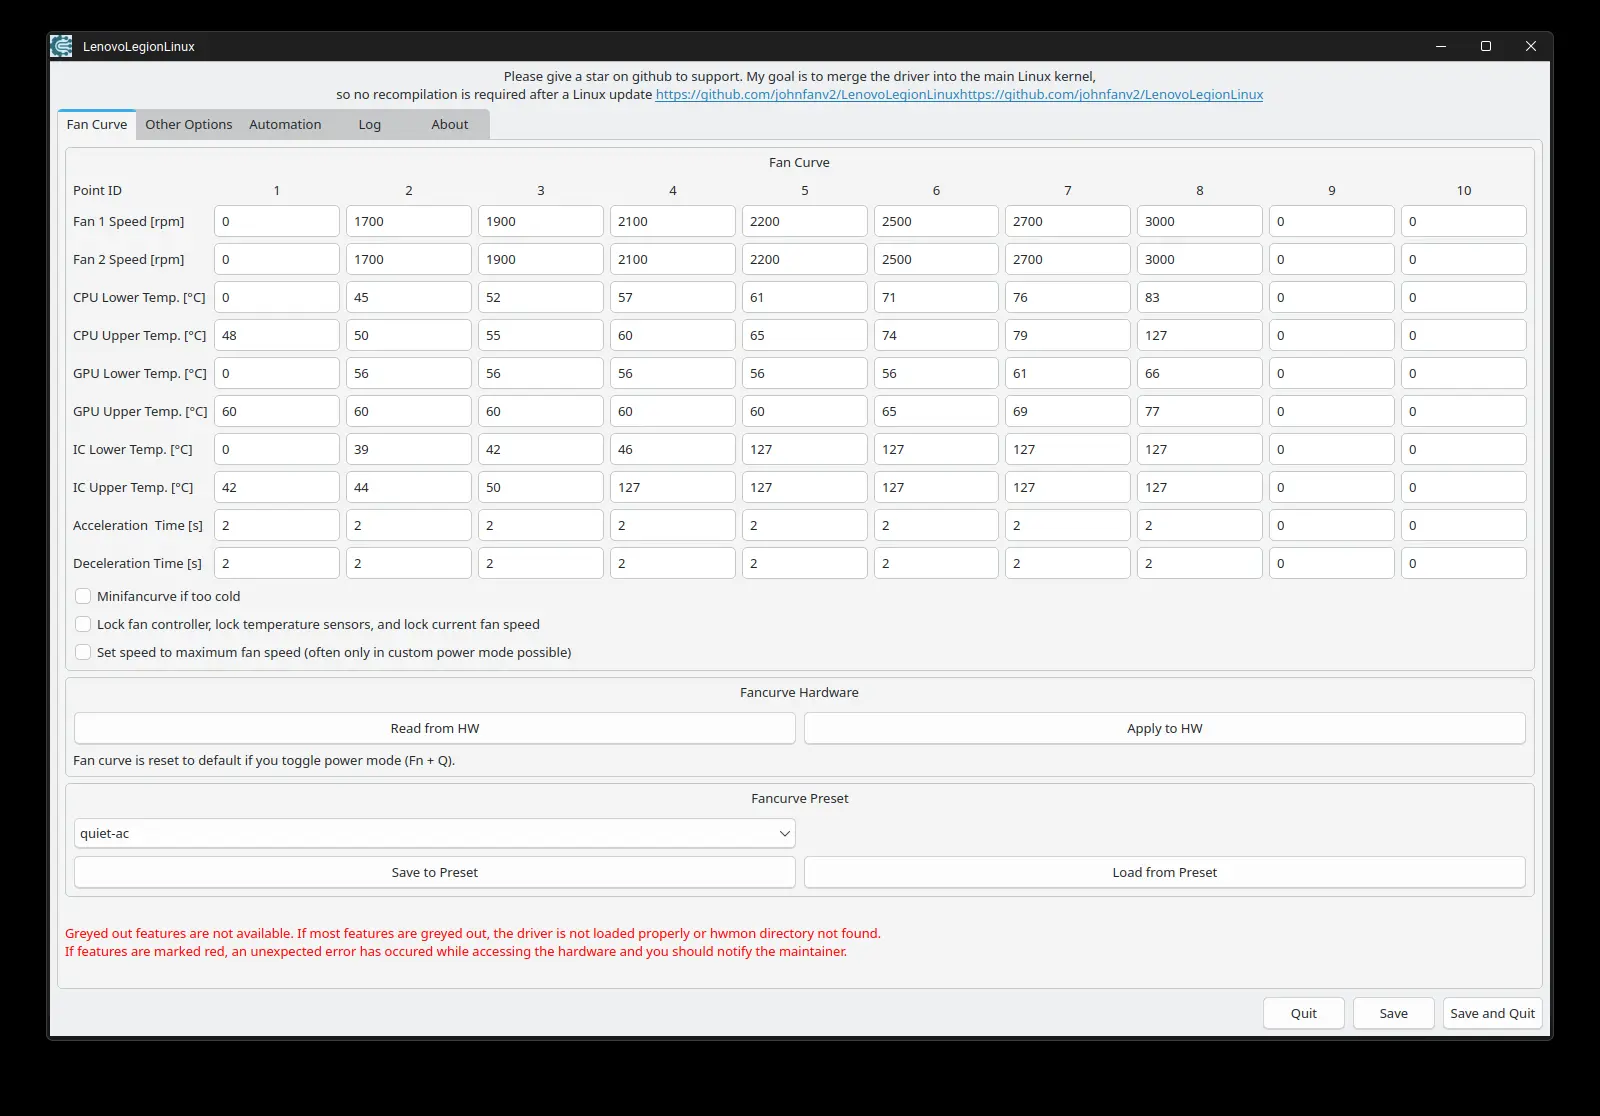 LenovoLegionLinux
Please give a star on github to support. My goal is to merge the driver into the main Linux kernel,
so no recompilation is required after a Linux update https://github.com/johnfanv2/LenovoLegionLinuxhttps://github.com/johnfanv2/LenovoLegionLinux
Fan Curve Other Options Automation Log About
Fan Curve
Point ID 1 2 3 4 5 6 7 8 9 10
Fan 1 Speed [rpm] 0 1700 1900 2100 2200 2500 2700 3000 0 0
Fan 2 Speed [rpm] 0 1700 1900 2100 2200 2500 2700 3000 0 0
CPU Lower Temp. [°C] 0 45 52 57 61 71 76 83 0 0
CPU Upper Temp. [°C] 48 50 55 60 65 74 79 127 0 0
GPU Lower Temp. [°C] 0 56 56 56 56 56 61 66 0 0
GPU Upper Temp. [°C] 60 60 60 60 60 65 69 77 0 0
IC Lower Temp. [°C] 0 39 42 46 127 127 127 127 0 0
IC Upper Temp. [°C] 42 44 50 127 127 127 127 127 0 0
Acceleration  Time [s] 2 2 2 2 2 2 2 2 0 0
Deceleration Time [s] 2 2 2 2 2 2 2 2 0 0
Minifancurve if too cold
Lock fan controller, lock temperature sensors, and lock current fan speed
Set speed to maximum fan speed (often only in custom power mode possible)
Fancurve Hardware
Read from HW Apply to HW
Fan curve is reset to default if you toggle power mode (Fn + Q).
Fancurve Preset
quiet-ac
Save to Preset Load from Preset
Greyed out features are not available. If most features are greyed out, the driver is not loaded properly or hwmon directory not found.
If features are marked red, an unexpected error has occured while accessing the hardware and you should notify the maintainer.
Quit Save Save and Quit